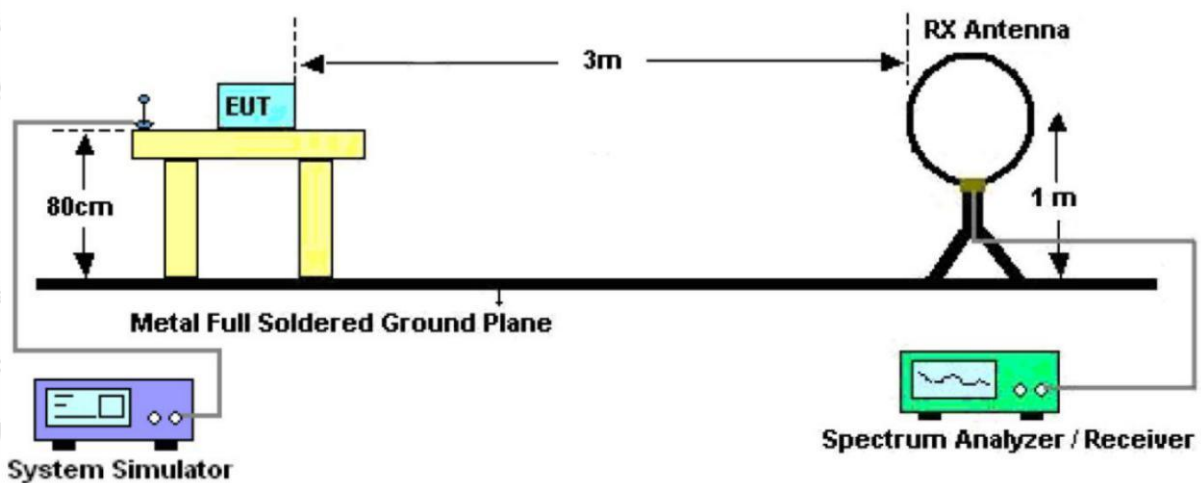 RX Antenna
3m
EUT
80cm
1 m
Metal Full Soldered Ground Plane
System Simulator
Spectrum Analyzer / Receiver